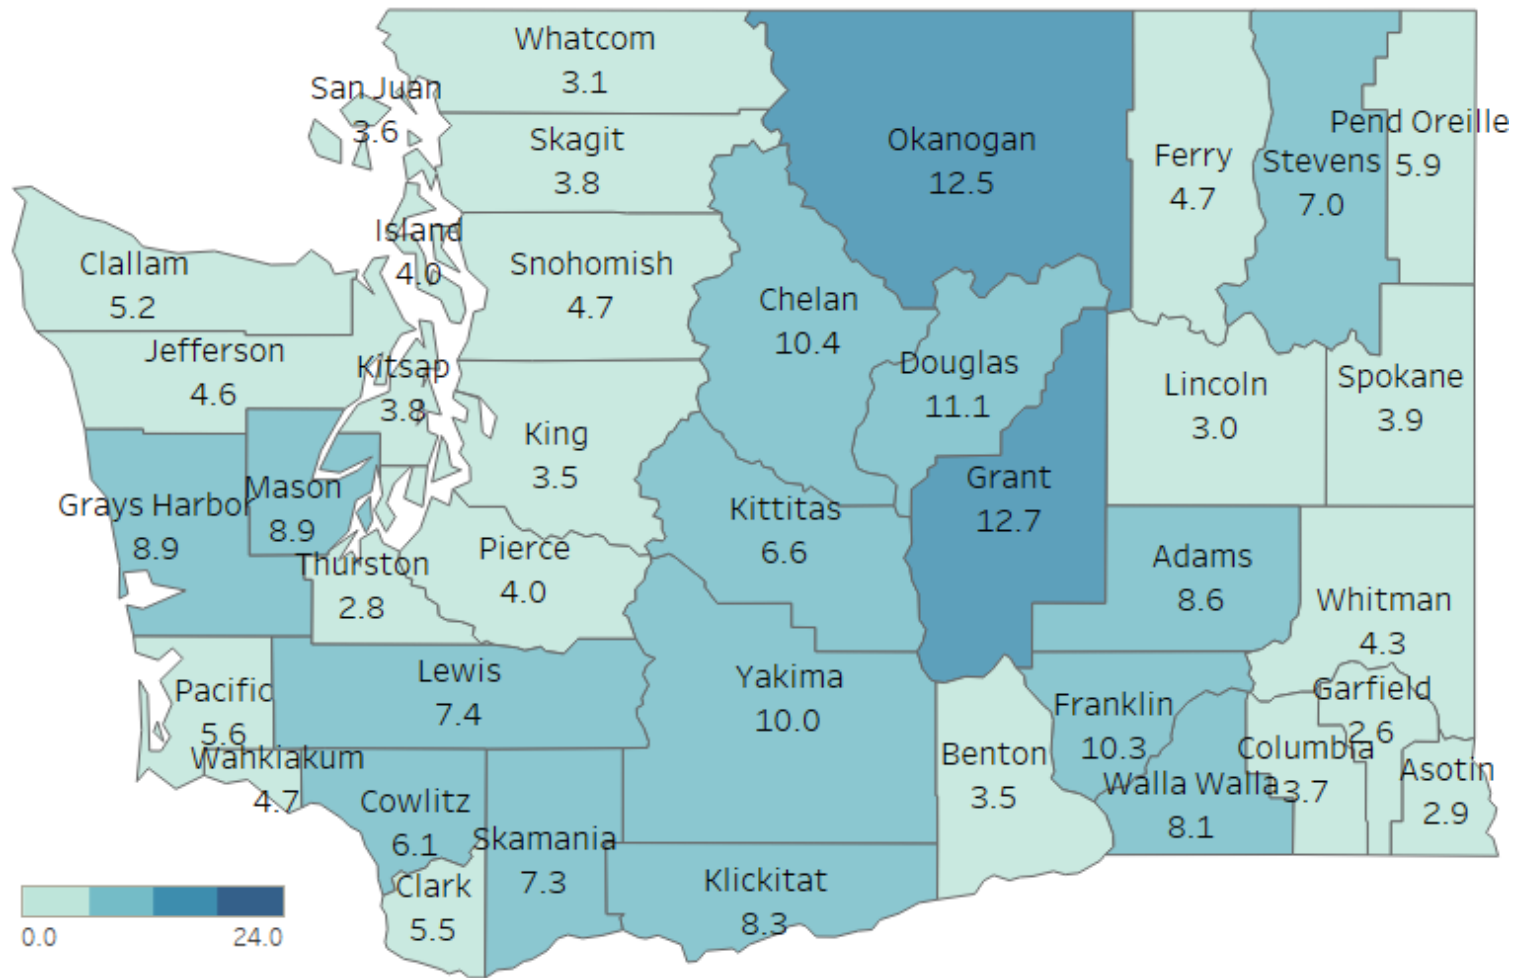 Whatcom
3.1
San Juan
3.6
Skagit
3.8
Okanogan
12.5
Ferry
4.7
Stevens
7.0
Pend Oreille
5.9
Island
4.0
Clallam
5.2
Snohomish
4.7
Chelan
10.4
Jefferson
4.6
Kitsap
3.8
Douglas
11.1
Lincoln
3.0
Spokane
3.9
King
3.5
Grant
12.7
Grays Harbor
8.9
Mason
8.9
Kittitas
6.6
Thurston
2.8
Pierce
4.0
Adams
8.6
Whitman
4.3
Lewis
7.4
Yakima
10.0
Pacific
5.6
Franklin
10.3
Garfield
2.6
Wahkiakum
4.7
Benton
3.5
Columbia
3.7
Asotin
2.9
Walla Walla
8.1
Cowlitz
6.1
Skamania
7.3
Clark
5.5
Klickitat
8.3
0.0
24.0